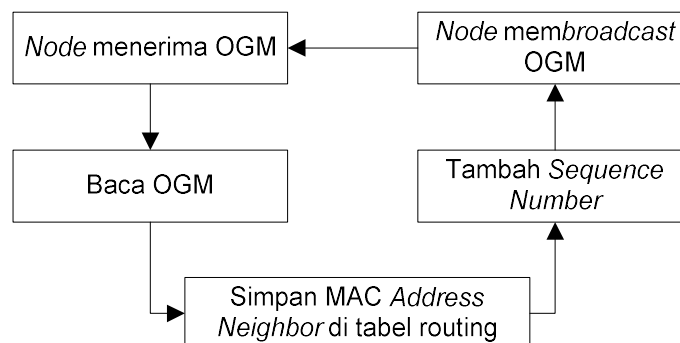 Node menerima OGM
Node membroadcast
OGM
Baca OGM
Tambah Sequence
Number
Simpan MAC Address
Neighbor di tabel routing